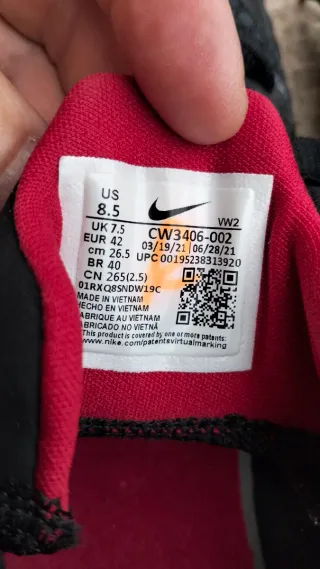 US
8.5
VW2
UK 7.5 CW3406-002
EUR 42 03/19/21 06/28/21
cm 26.5 UPC 00195238313920
BR 40
CN 265(2.5)
01RXQ8SNDW19C
MADE IN VIETNAM
HECHO EN VIETNAM
FABRIQUE AU VIETNAM
FABRICADO NO VIETNÃ
This product is covered by one or more patents:
www.nike.com/patentsvirtualmarking